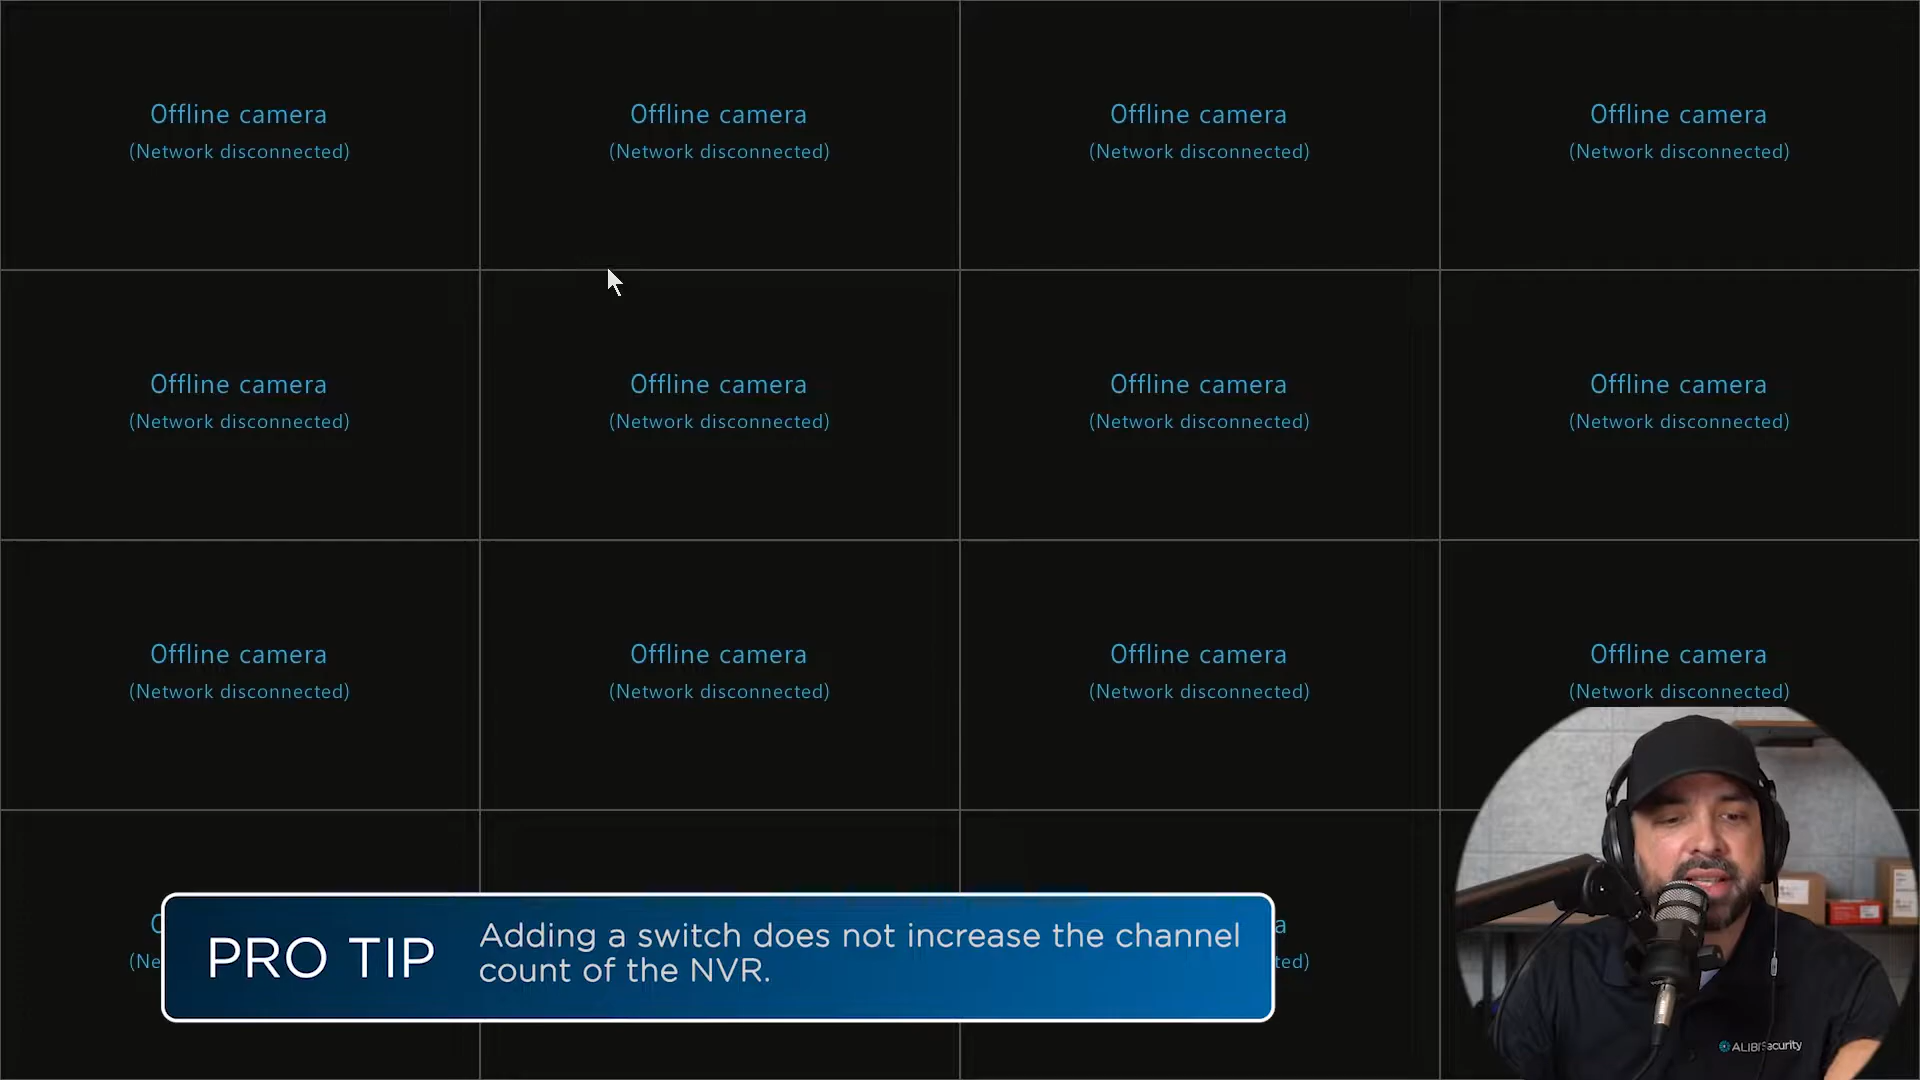 Offline camera
(Network disconnected)
Offline camera
(Network disconnected)
Offline camera
(Network disconnected)
Offline camera
(Network disconnected)
Offline camera
(Network disconnected)
Offline camera
(Network disconnected)
Offline camera
(Network disconnected)
Offline camera
(Network disconnected)
Offline camera
(Network disconnected)
Offline camera
(Network disconnected)
Offline camera
(Network disconnected)
Offline camera
(Network disconnected)
PRO TIP
Adding a switch does not increase the channel
count of the NVR.